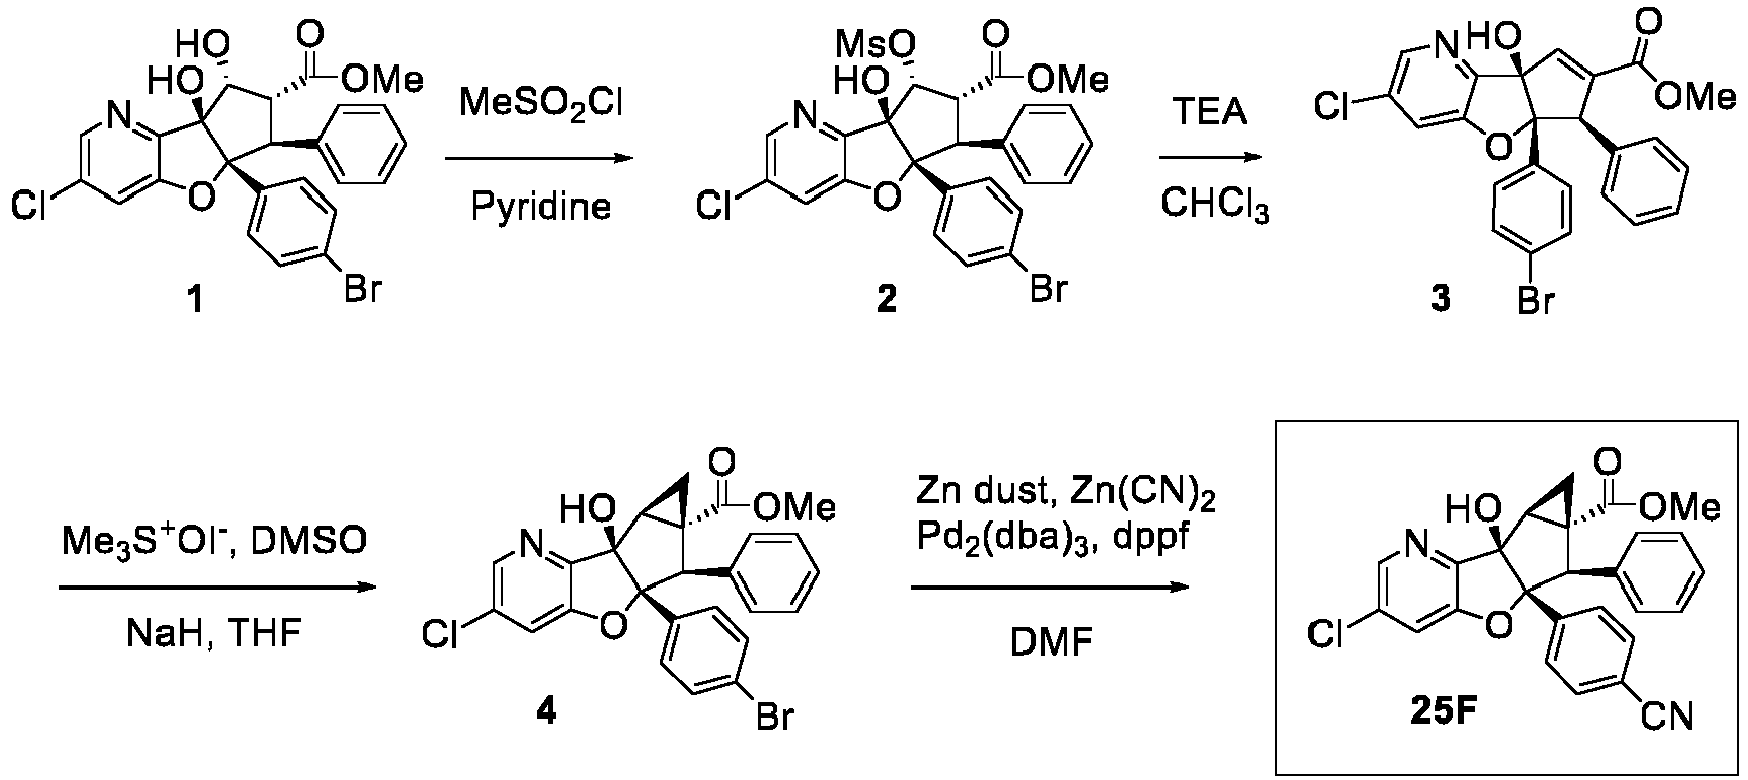 HO O
HO OMe
N
Cl O
Br
1
MeSO2Cl
Pyridine
MsO O
HO OMe
N
Cl O
Br
2
TEA
CHCl3
N HO O
OMe
Cl
O
Br
3
Me3S+OI-, DMSO
NaH, THF
O
HO OMe
N
Cl O
Br
4
Zn dust, Zn(CN)2
Pd2(dba)3, dppf
DMF
O
HO OMe
N
Cl O
CN
25F